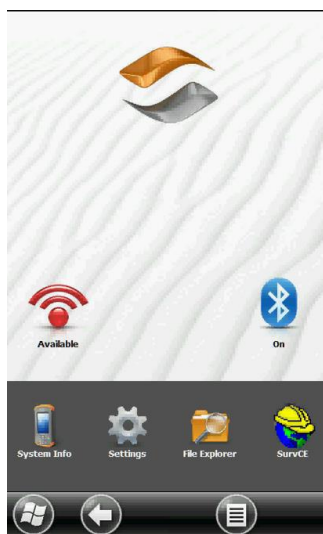 Available
On
System Info
Settings
File Explorer
SurvCE